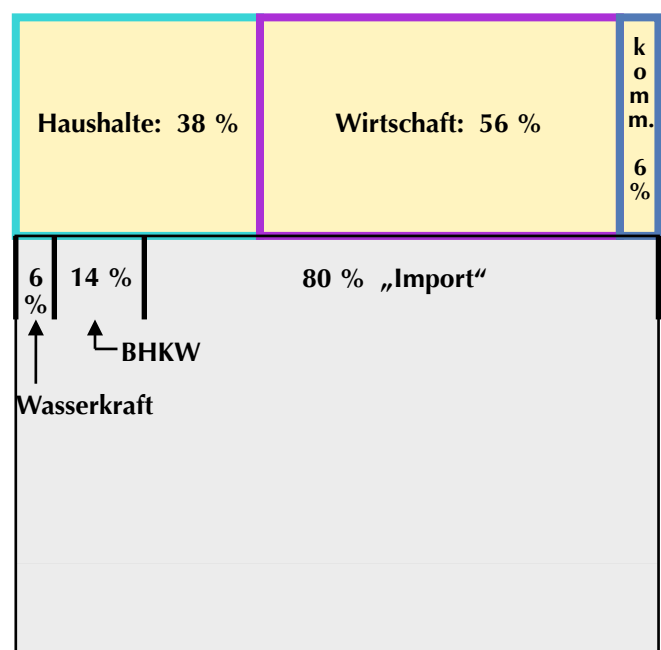 Haushalte: 38 %
Wirtschaft: 56 %
k
o
m
m.
6
%
6
%
14 %
80 % „Import“
BHKW
Wasserkraft